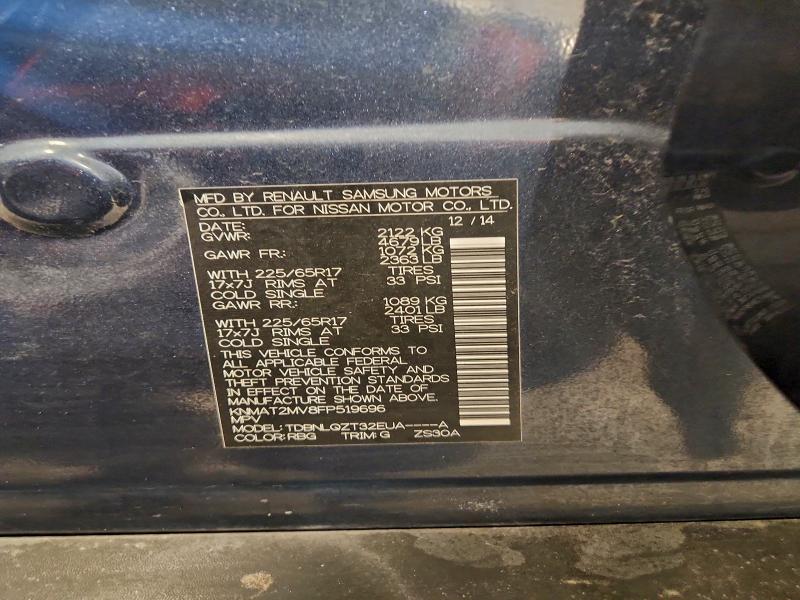 MFD BY RENAULT SAMSUNG MOTORS
CO., LTD. FOR NISSAN MOTOR CO., LTD.
DATE: 12 / 14
GVWR: 2122 KG
4679 LB
GAWR FR: 1072 KG
2363 LB
WITH 225/65R17 TIRES
17x7J RIMS AT 33 PSI
COLD SINGLE
GAWR RR: 1089 KG
2401 LB
WITH 225/65R17 TIRES
17x7J RIMS AT 33 PSI
COLD SINGLE
THIS VEHICLE CONFORMS TO
ALL APPLICABLE FEDERAL
MOTOR VEHICLE SAFETY AND
THEFT PREVENTION STANDARDS
IN EFFECT ON THE DATE OF
MANUFACTURE SHOWN ABOVE.
KNMAT2MV8FP519696
MPV
MODEL: TDBNLQZT32EUA----A
COLOR:RBG TRIM:G ZS30A